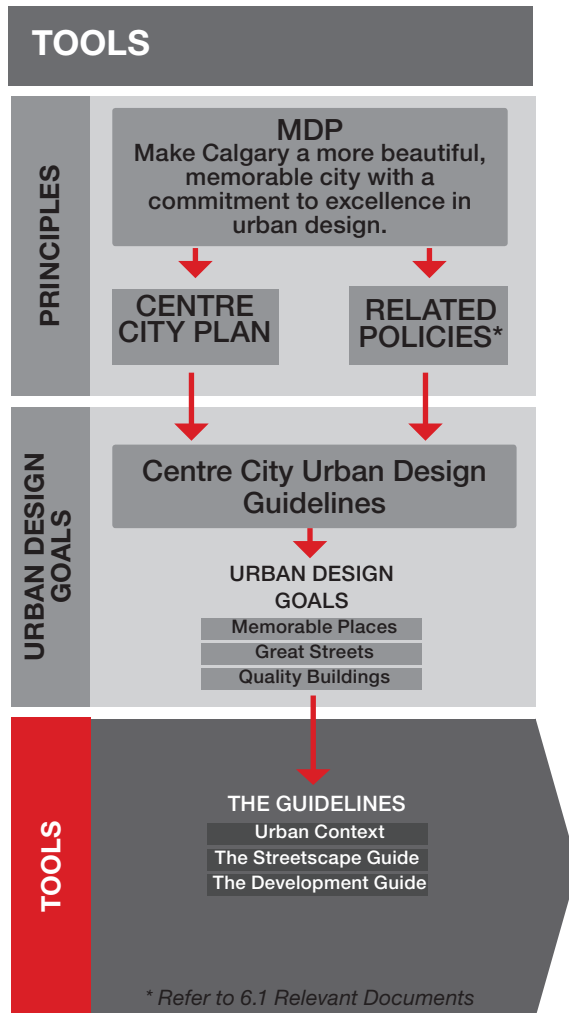 TOOLS
PRINCIPLES
MDP
Make Calgary a more beautiful,
memorable city with a
commitment to excellence in
urban design.
CENTRE
CITY PLAN
RELATED
POLICIES*
URBAN DESIGN
GOALS
Centre City Urban Design
Guidelines
URBAN DESIGN
GOALS
Memorable Places
Great Streets
Quality Buildings
TOOLS
THE GUIDELINES
Urban Context
The Streetscape Guide
The Development Guide
* Refer to 6.1 Relevant Documents